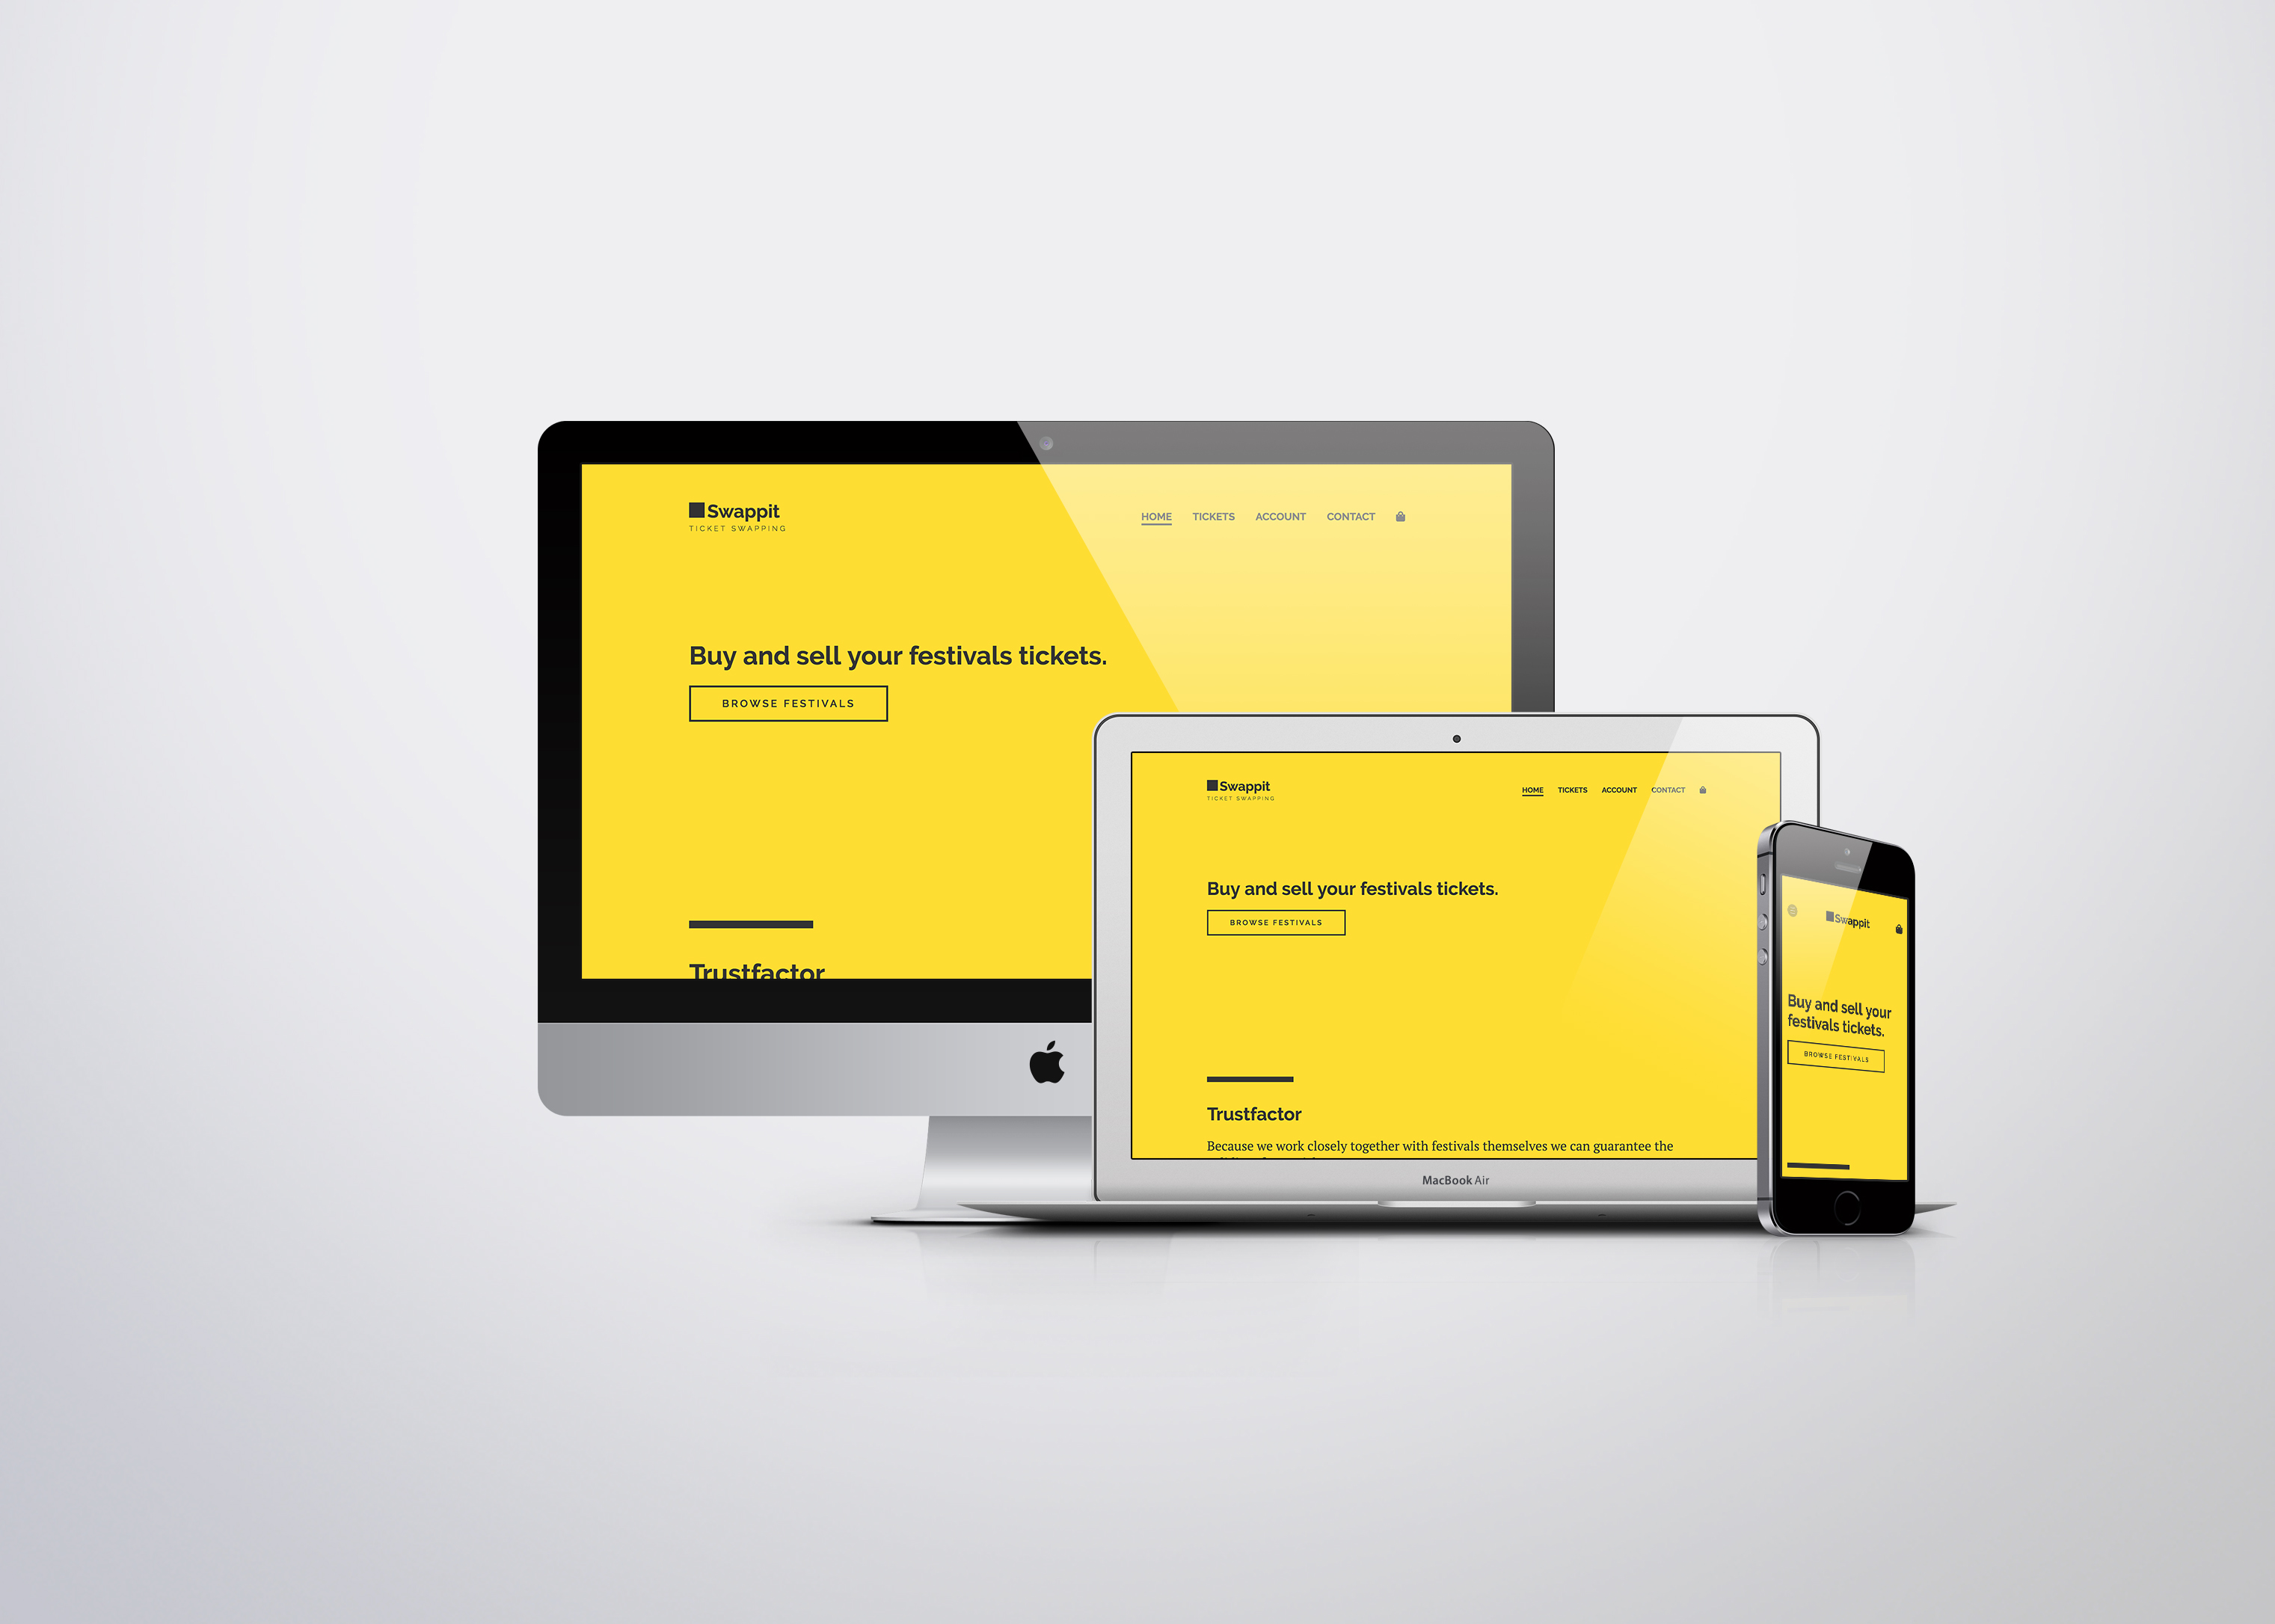 Swappit
TICKET SWAPPING
HOME TICKETS ACCOUNT CONTACT
Buy and sell your festivals tickets.
BROWSE FESTIVALS
Trustfactor
Swappit
TICKET SWAPPING
HOME TICKETS ACCOUNT CONTACT
Buy and sell your festivals tickets.
BROWSE FESTIVALS
Trustfactor
Because we work closely together with festivals themselves we can guarantee the
MacBook Air
Swappit
Buy and sell your
festivals tickets.
BROWSE FESTIVALS